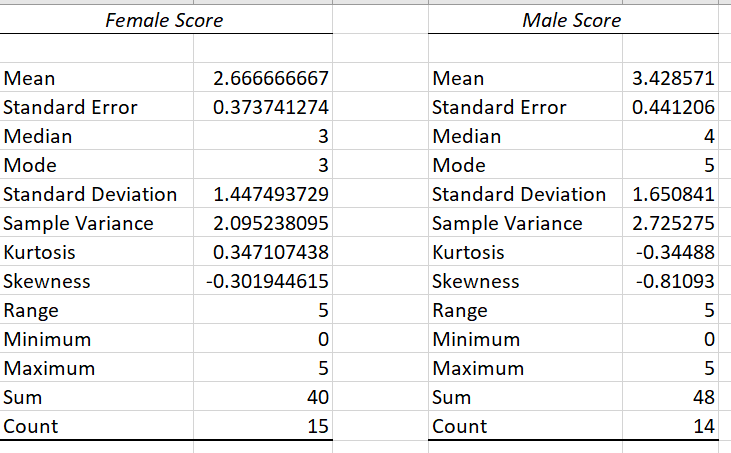 Female Score Male Score
Mean 2.666666667 Mean 3.428571
Standard Error 0.373741274 Standard Error 0.441206
Median 3 Median 4
Mode 3 Mode 5
Standard Deviation 1.447493729 Standard Deviation 1.650841
Sample Variance 2.095238095 Sample Variance 2.725275
Kurtosis 0.347107438 Kurtosis -0.34488
Skewness -0.301944615 Skewness -0.81093
Range 5 Range 5
Minimum 0 Minimum 0
Maximum 5 Maximum 5
Sum 40 Sum 48
Count 15 Count 14